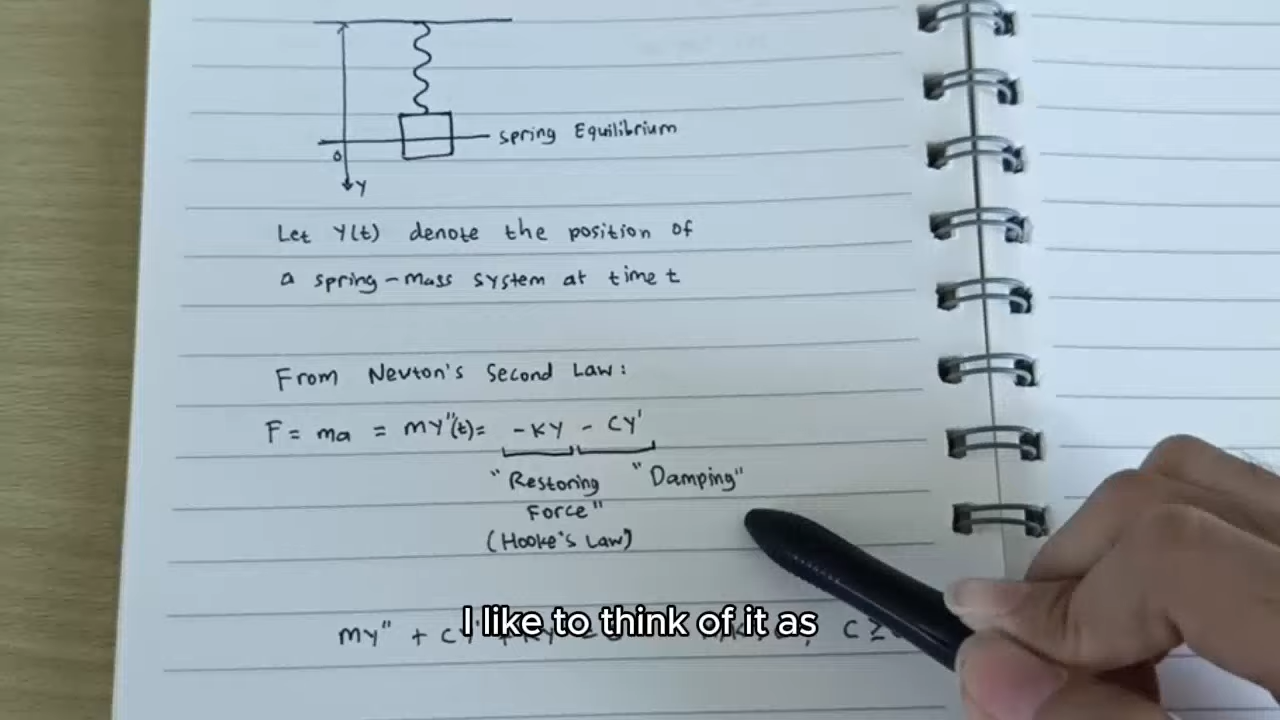 Spring Equilibrium
0
Y
Let Y(t) denote the position of
a spring-mass system at time t
From Newton's Second Law:
F = ma = my"(t) = -ky - cy'
"Restoring "Damping"
Force"
(Hooke's Law)
I like to think of it as
my" + c